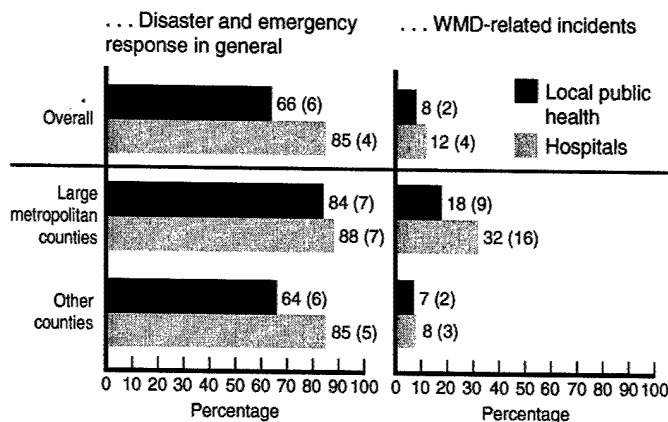 . . . Disaster and emergency
response in general
. . . WMD-related incidents
Overall
66 (6)
85 (4)
8 (2)
12 (4)
Local public
health
Hospitals
Large
metropolitan
counties
84 (7)
88 (7)
18 (9)
32 (16)
Other
counties
64 (6)
85 (5)
7 (2)
8 (3)
0 10 20 30 40 50 60 70 80 90 100
Percentage
0 10 20 30 40 50 60 70 80 90 100
Percentage